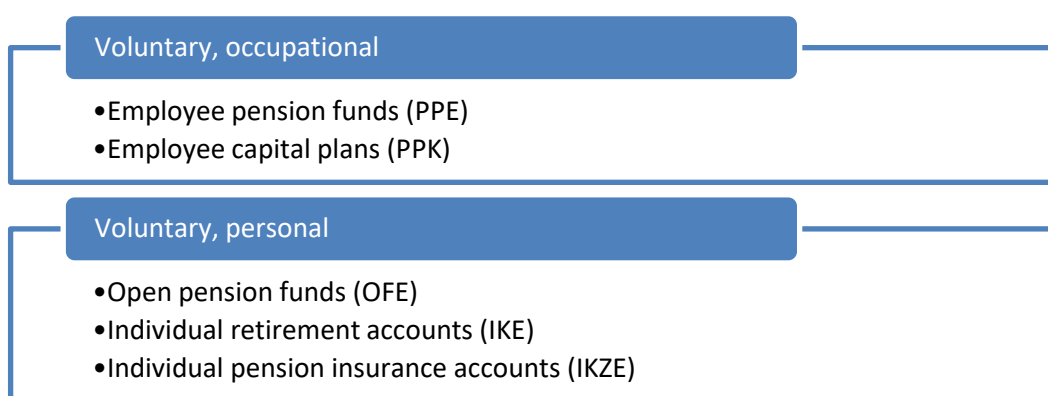 Voluntary, occupational
•Employee pension funds (PPE)
•Employee capital plans (PPK)
Voluntary, personal
•Open pension funds (OFE)
•Individual retirement accounts (IKE)
•Individual pension insurance accounts (IKZE)